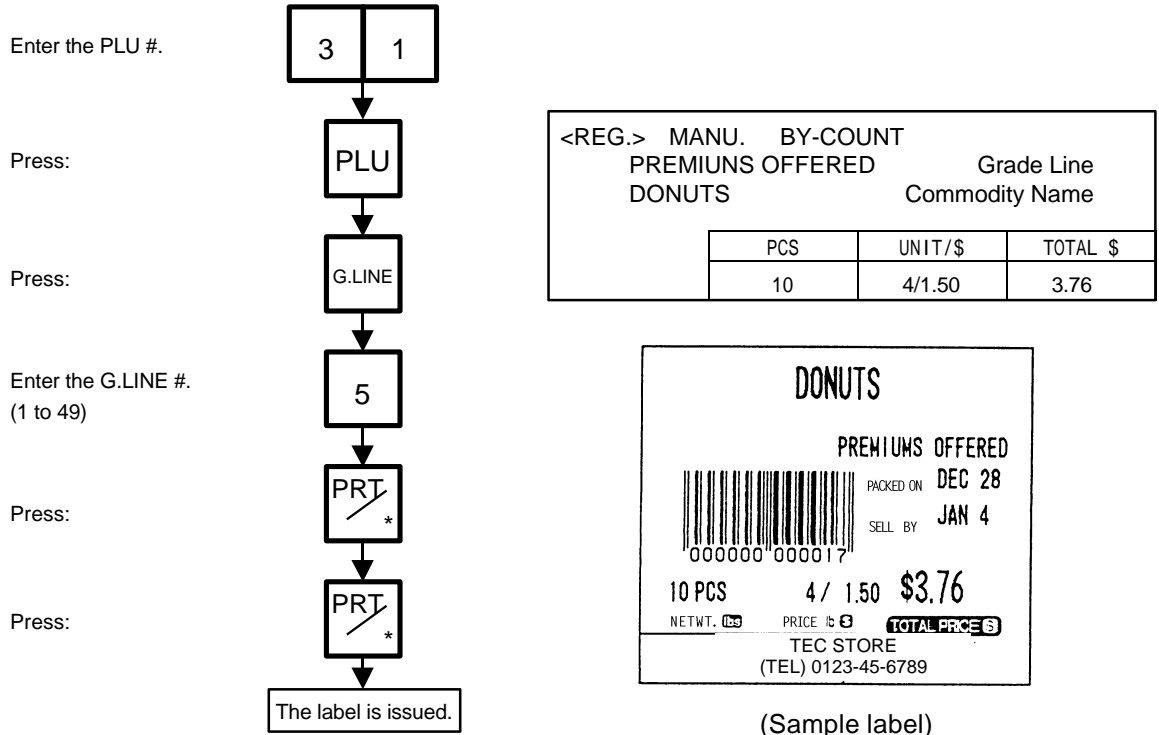 Enter the PLU #.
3 1
Press:
PLU
Press:
G.LINE
Enter the G.LINE #.
(1 to 49)
5
Press:
PRT
*
Press:
PRT
*
The label is issued.
<REG.> MANU. BY-COUNT
PREMIUNS OFFERED Grade Line
DONUTS Commodity Name
PCS UNIT/$ TOTAL $
10 4/1.50 3.76
DONUTS
PREMIUMS OFFERED
PACKED ON DEC 28
SELL BY JAN 4
000000 000017
10 PCS 4/ 1.50 $3.76
NETWT. lbs PRICE lb $ TOTAL PRICE $
TEC STORE
(TEL) 0123-45-6789
(Sample label)